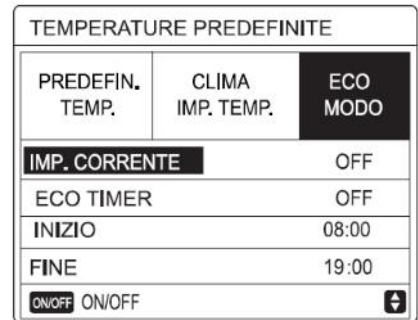 TEMPERATURE PREDEFINITE
PREDEFIN. TEMP.
CLIMA IMP. TEMP.
ECO MODO
IMP. CORRENTE OFF
ECO TIMER OFF
INIZIO 08:00
FINE 19:00
ON/OFF ON/OFF